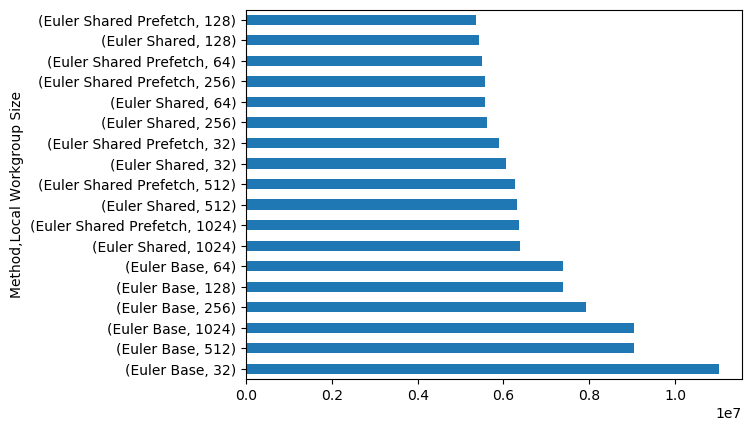 (Euler Shared Prefetch, 128)
(Euler Shared, 128)
(Euler Shared Prefetch, 64)
(Euler Shared Prefetch, 256)
(Euler Shared, 64)
(Euler Shared, 256)
(Euler Shared Prefetch, 32)
(Euler Shared, 32)
(Euler Shared Prefetch, 512)
(Euler Shared, 512)
(Euler Shared Prefetch, 1024)
(Euler Shared, 1024)
(Euler Base, 64)
(Euler Base, 128)
(Euler Base, 256)
(Euler Base, 1024)
(Euler Base, 512)
(Euler Base, 32)
Method,Local Workgroup Size
0.0 0.2 0.4 0.6 0.8 1.0
1e7